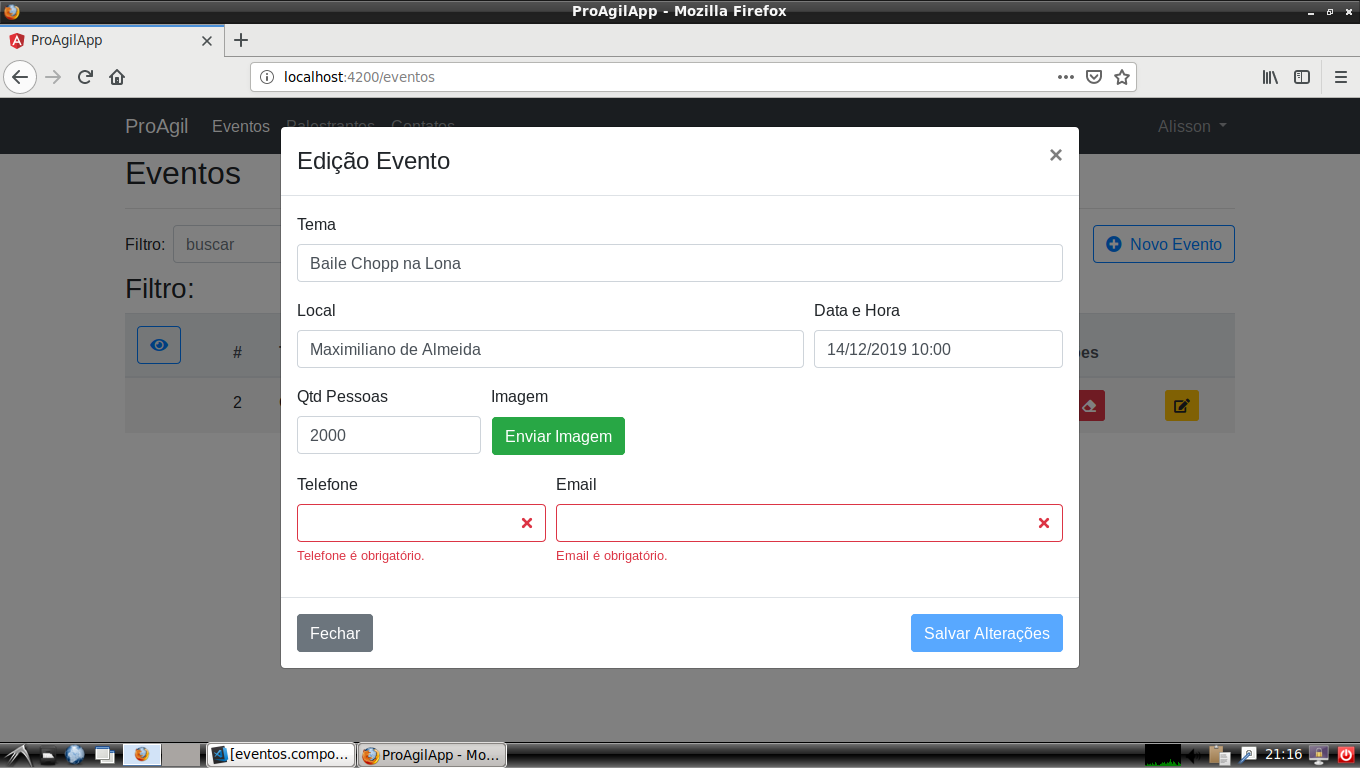 ProAgilApp - Mozilla Firefox
ProAgilApp
localhost:4200/eventos
ProAgil Eventos Palestrantes Contatos Alisson
Eventos
Filtro: buscar
Novo Evento
Filtro:
#
2
Edição Evento
Tema
Baile Chopp na Lona
Local Data e Hora
Maximiliano de Almeida 14/12/2019 10:00
Qtd Pessoas Imagem
2000 Enviar Imagem
Telefone Email
Telefone é obrigatório. Email é obrigatório.
Fechar Salvar Alterações
[eventos.compo... ProAgilApp - Mo... 21:16